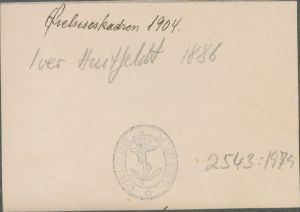 Øvelseseskadren 1904.
Iver Huitfeldt 1886
2543:1974